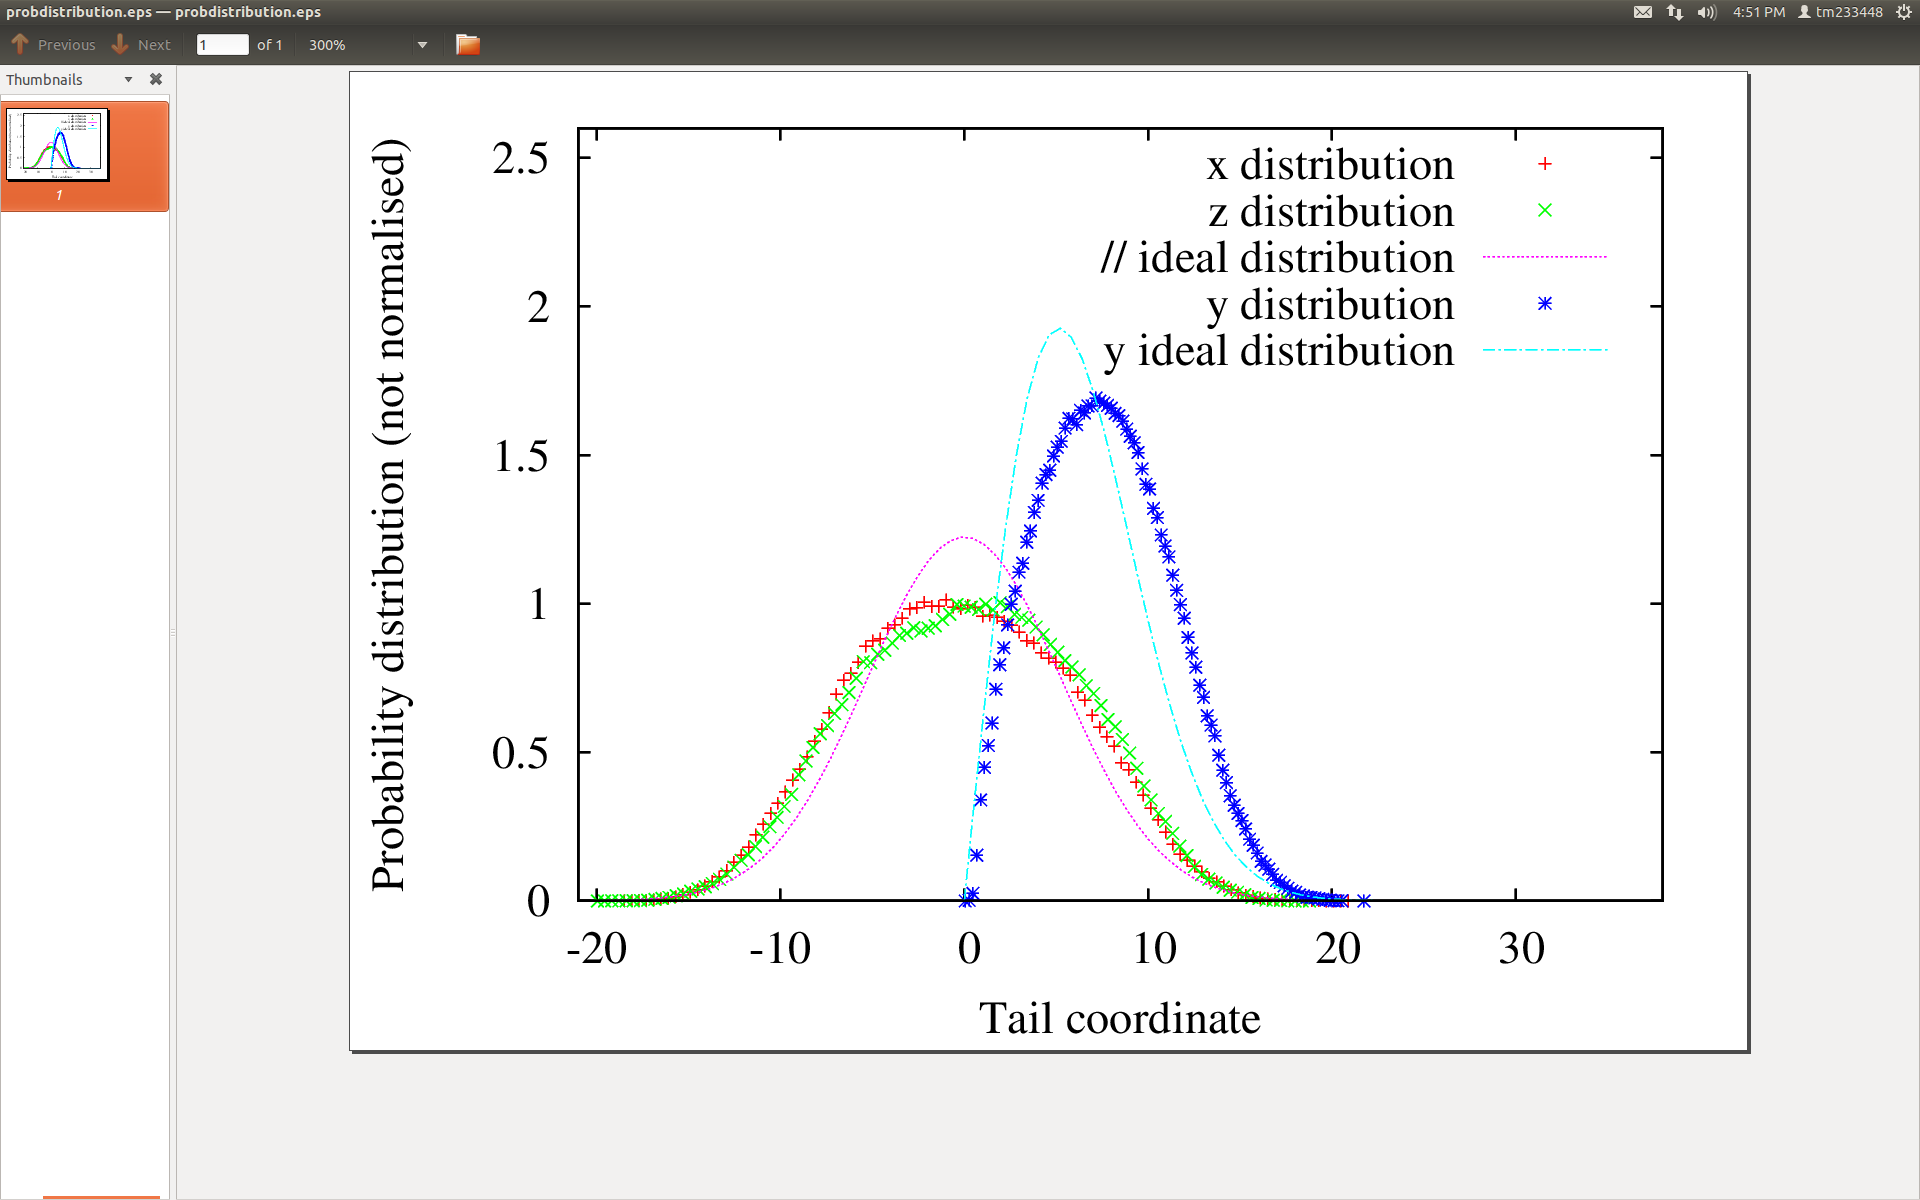 probdistribution.eps — probdistribution.eps
4:51 PM tm233448
Previous Next 1 of 1 300%
Thumbnails
1
Probability distribution (not normalised)
2.5
2
1.5
1
0.5
0
x distribution
z distribution
// ideal distribution
y distribution
y ideal distribution
-20 -10 0 10 20 30
Tail coordinate